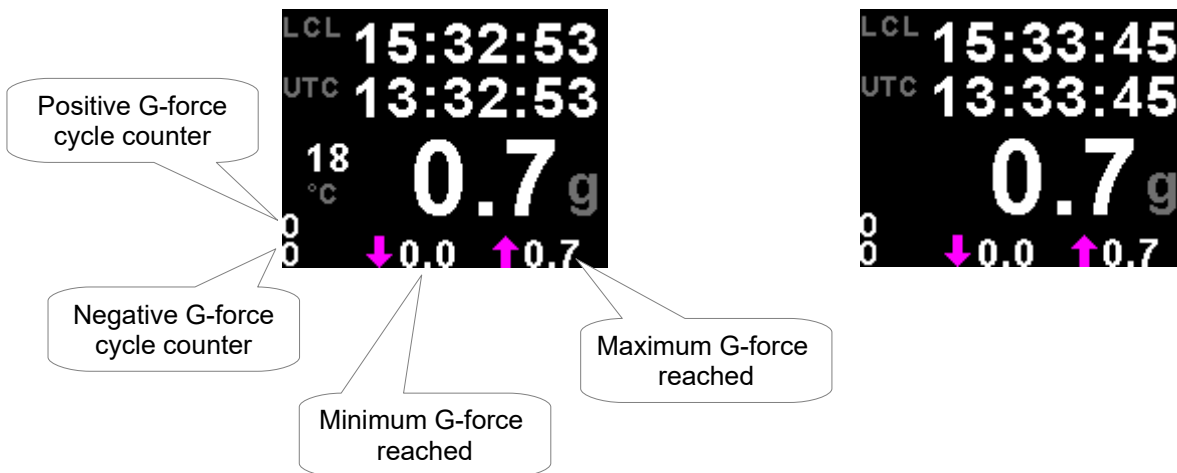 LCL 15:32:53
UTC 13:32:53
18 °C 0.7 g
0
0 0.0 0.7
Positive G-force
cycle counter
Negative G-force
cycle counter
Minimum G-force
reached
Maximum G-force
reached
LCL 15:33:45
UTC 13:33:45
0.7 g
0
0 0.0 0.7